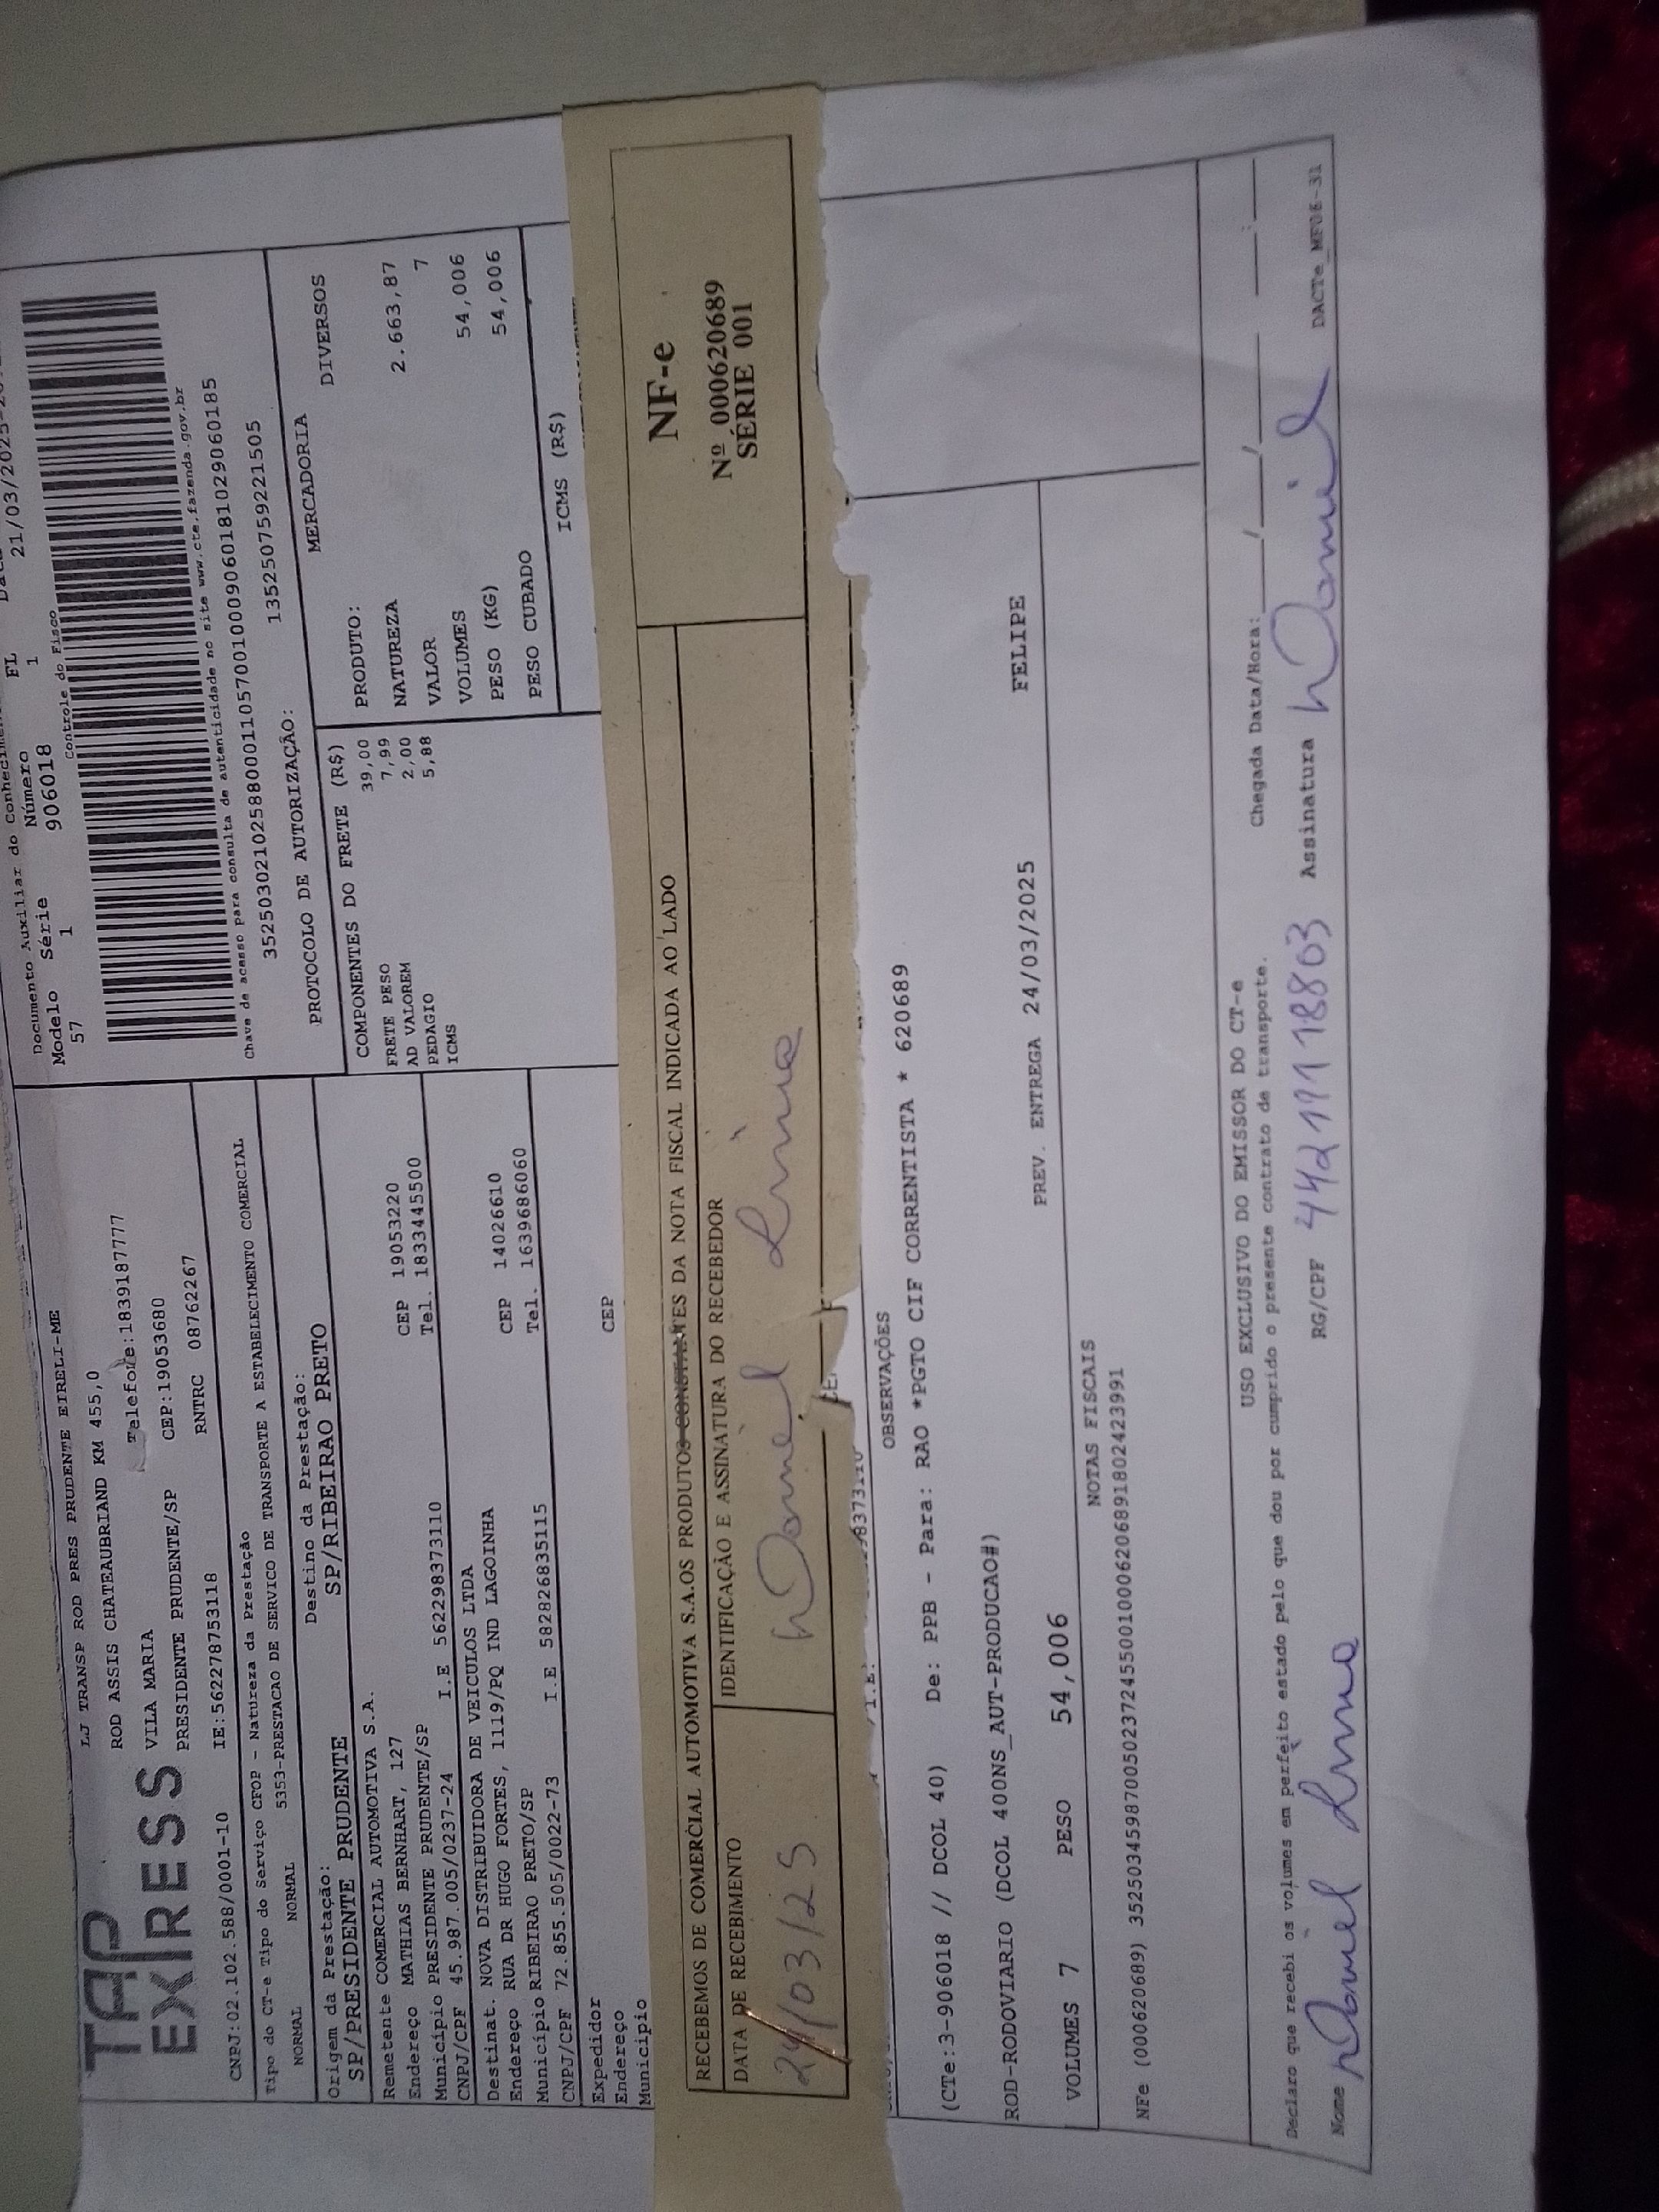 TAP
EXPRESS
LJ TRANSP ROD PRES PRUDENTE EIRELI-ME
ROD ASSIS CHATEAUBRIAND KM 455,0
VILA MARIA Telefone:1839187777
PRESIDENTE PRUDENTE/SP CEP:19053680
CNPJ:02.102.588/0001-10 IE:562278753118 RNTRC 08762267
Documento Auxiliar do Conhecimen
Modelo Série Número FL
57 1 906018 1 21/03/2025
Controle do Fisco
Chave de acesso para consulta de autenticidade no site www.cte.fazenda.gov.br
35250302102588000110570010009060181029060185
PROTOCOLO DE AUTORIZAÇÃO: 135250759221505
Tipo do CT-e Tipo do Serviço CFOP - Natureza da Prestação
NORMAL NORMAL 5353-PRESTACAO DE SERVICO DE TRANSPORTE A ESTABELECIMENTO COMERCIAL
Origem da Prestação: Destino da Prestação:
SP/PRESIDENTE PRUDENTE SP/RIBEIRAO PRETO
Remetente COMERCIAL AUTOMOTIVA S.A.
Endereço MATHIAS BERNHART, 127 CEP 19053220
Município PRESIDENTE PRUDENTE/SP Tel. 1833445500
CNPJ/CPF 45.987.005/0237-24 I.E 562298373110
Destinat. NOVA DISTRIBUIDORA DE VEICULOS LTDA
Endereço RUA DR HUGO FORTES, 1119/PQ IND LAGOINHA CEP 14026610
Município RIBEIRAO PRETO/SP Tel. 1639686060
CNPJ/CPF 72.855.505/0022-73 I.E 582826835115
Expedidor
Endereço CEP
Município
COMPONENTES DO FRETE (R$)
FRETE PESO 39,00
AD VALOREM 7,99
PEDAGIO 2,00
ICMS 5,88
MERCADORIA
PRODUTO: DIVERSOS
NATUREZA
VALOR 2.663,87
VOLUMES 7
PESO (KG) 54,006
PESO CUBADO 54,006
ICMS (R$)
RECEBEMOS DE COMERCIAL AUTOMOTIVA S.A.OS PRODUTOS CONSTANTES DA NOTA FISCAL INDICADA AO LADO
DATA DE RECEBIMENTO IDENTIFICAÇÃO E ASSINATURA DO RECEBEDOR
24/03/25
NF-e
Nº 000620689
SÉRIE 001
OBSERVAÇÕES
(CTe:3-906018 // DCOL 40) De: PPB - Para: RAO *PGTO CIF CORRENTISTA * 620689
ROD-RODOVIARIO (DCOL 400NS_AUT-PRODUCAO#)
PREV. ENTREGA 24/03/2025 FELIPE
VOLUMES 7 PESO 54,006
NOTAS FISCAIS
NFe (000620689) 35250345987005023724550010006206891802423991
USO EXCLUSIVO DO EMISSOR DO CT-e
Declaro que recebi os volumes em perfeito estado pelo que dou por cumprido o presente contrato de transporte.
Chegada Data/Hora: / / :
Nome RG/CPF Assinatura
DACTe_MF06-31